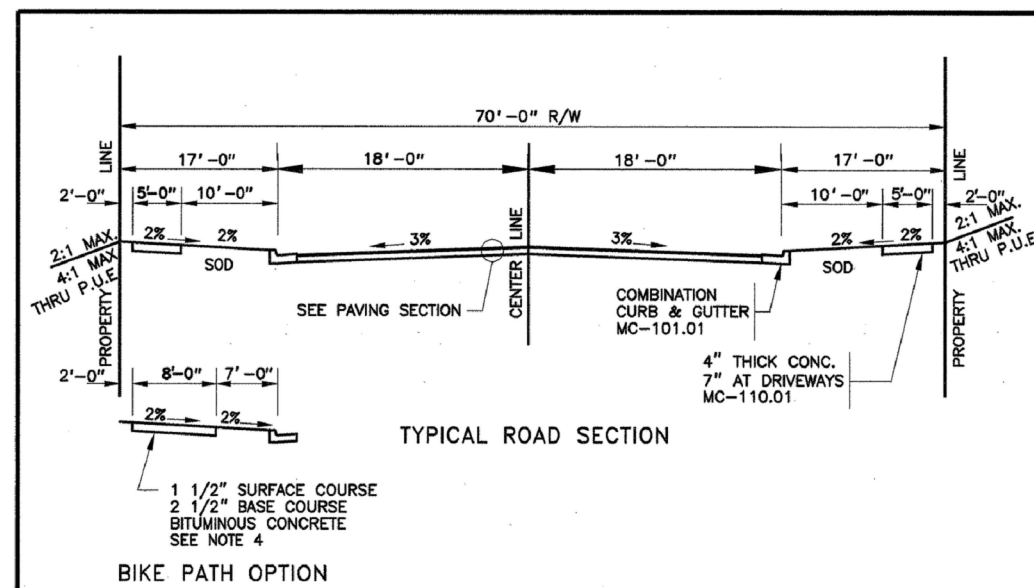 70'-0" R/W
17'-0"
18'-0"
18'-0"
17'-0"
2'-0"
5'-0"
10'-0"
10'-0"
5'-0"
2'-0"
PROPERTY LINE
CENTER LINE
PROPERTY LINE
2:1 MAX.
4:1 MAX
THRU P.U.E
2%
2%
SOD
3%
3%
2%
2%
SOD
2:1 MAX.
4:1 MAX.
THRU P.U.E
SEE PAVING SECTION
COMBINATION
CURB & GUTTER
MC-101.01
4" THICK CONC.
7" AT DRIVEWAYS
MC-110.01
2'-0"
8'-0"
7'-0"
2%
2%
TYPICAL ROAD SECTION
1 1/2" SURFACE COURSE
2 1/2" BASE COURSE
BITUMINOUS CONCRETE
SEE NOTE 4
BIKE PATH OPTION